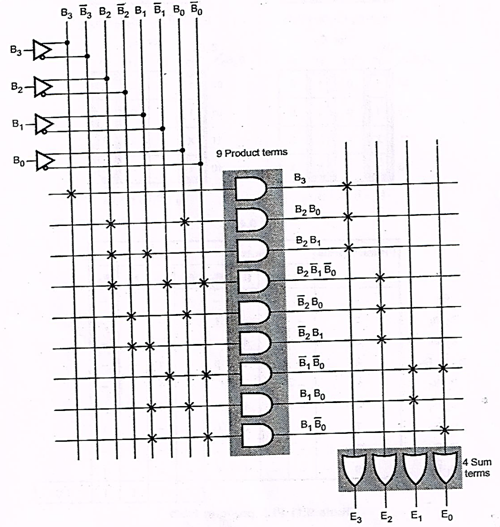 B₃ B̅₃ B₂ B̅₂ B₁ B̅₁ B₀ B̅₀
B₃
B₂
B₁
B₀
9 Product terms
B₃
B₂ B₀
B₂ B₁
B₂ B̅₁ B̅₀
B̅₂ B₀
B̅₂ B₁
B̅₁ B̅₀
B₁ B₀
B₁ B̅₀
4 Sum
terms
E₃ E₂ E₁ E₀